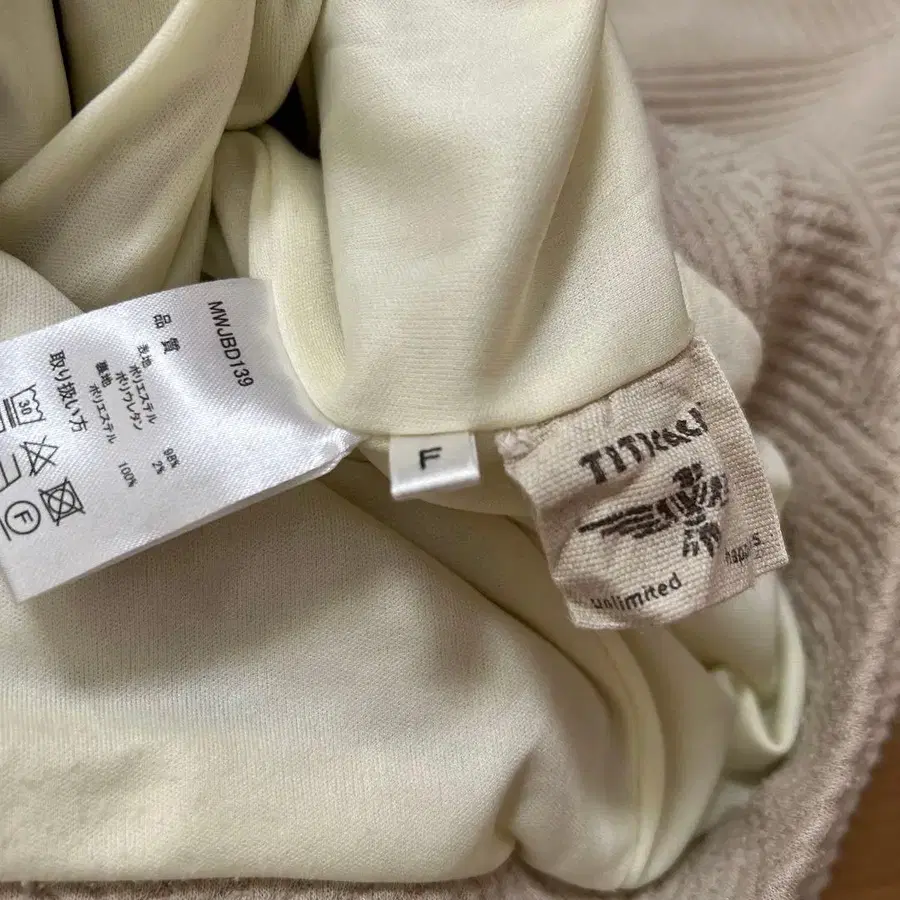 MWJBD139
品質
表地 ポリエステル 98%
ポリウレタン 2%
裏地 ポリエステル 100%
取り扱い方
30
F
F
TITICACA
unlimited